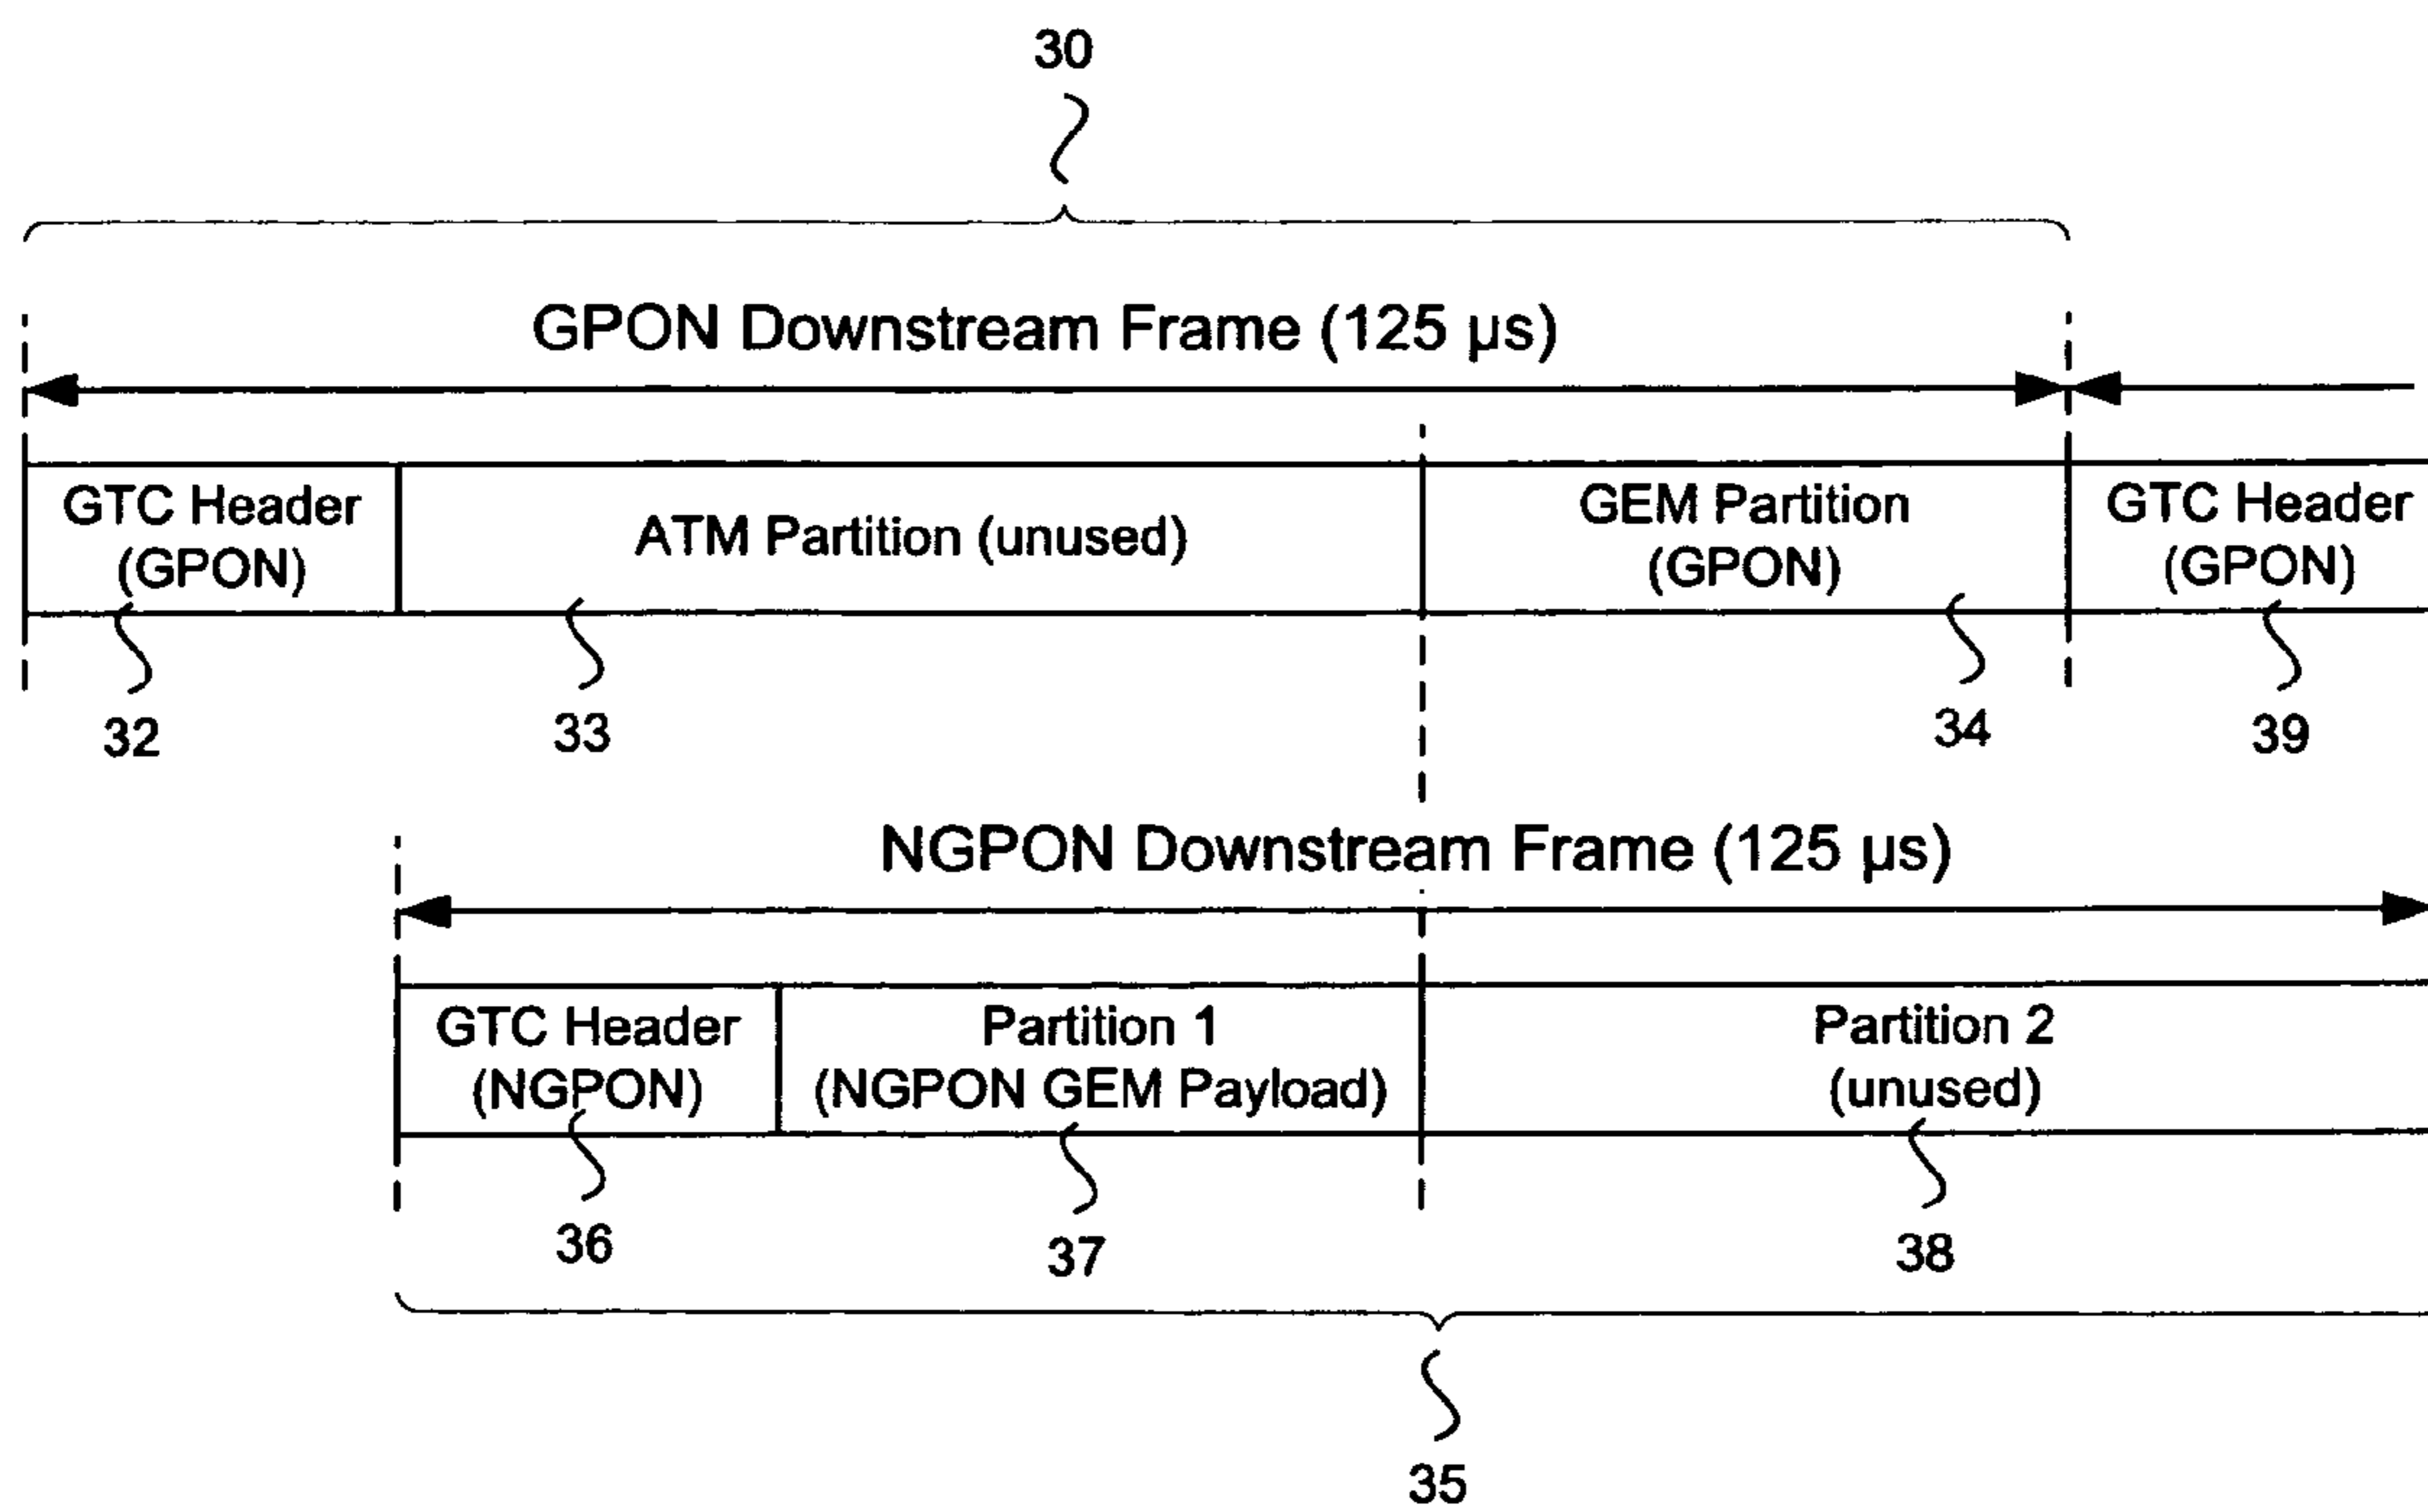 30
GPON Downstream Frame (125 µs)
GTC Header
(GPON)
ATM Partition (unused)
GEM Partition
(GPON)
GTC Header
(GPON)
32
33
34
39
NGPON Downstream Frame (125 µs)
GTC Header
(NGPON)
Partition 1
(NGPON GEM Payload)
Partition 2
(unused)
36
37
38
35